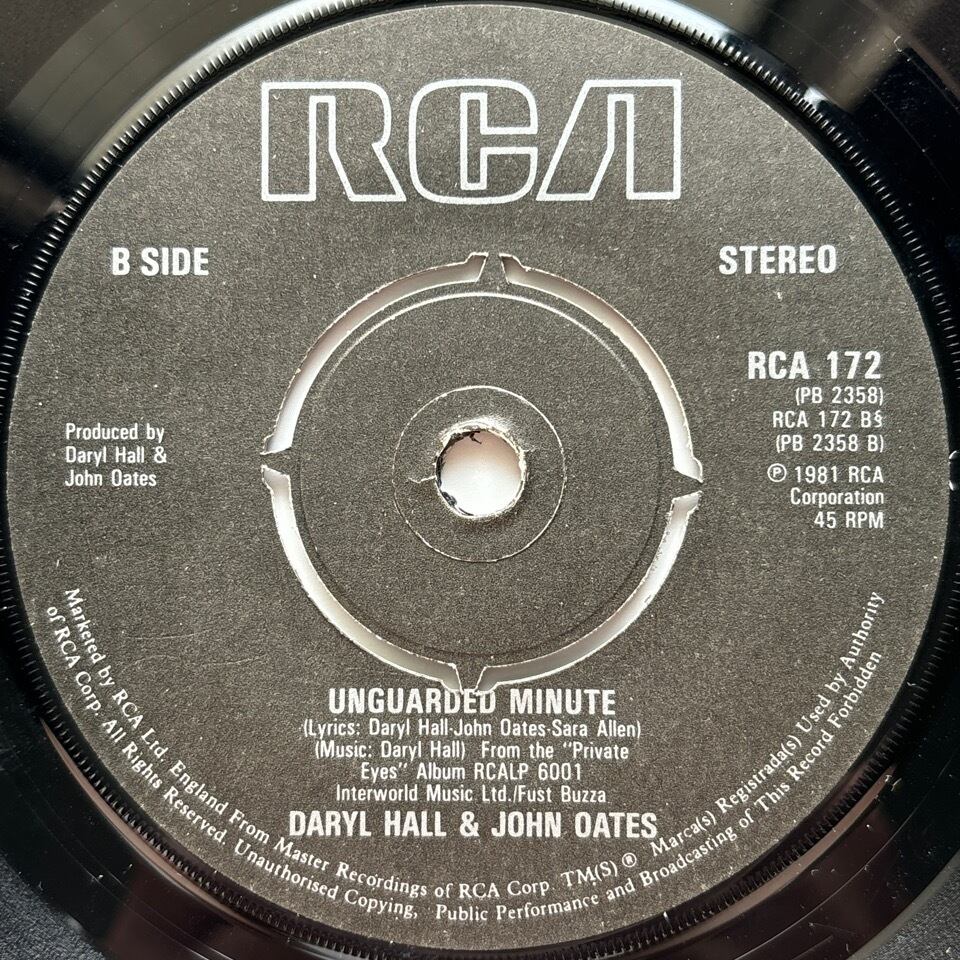 RCA
B SIDE
STEREO
RCA 172
(PB 2358)
RCA 172 B§
(PB 2358 B)
℗ 1981 RCA
Corporation
45 RPM
Produced by
Daryl Hall &
John Oates
UNGUARDED MINUTE
(Lyrics: Daryl Hall-John Oates-Sara Allen)
(Music: Daryl Hall) From the "Private
Eyes" Album RCALP 6001
Interworld Music Ltd./Fust Buzza
DARYL HALL & JOHN OATES
Marketed by RCA Ltd. England From Master Recordings of RCA Corp. TM(S) ® Marca(s) Registrada(s) Used by Authority
of RCA Corp. All Rights Reserved. Unauthorised Copying, Public Performance and Broadcasting of This Record Forbidden